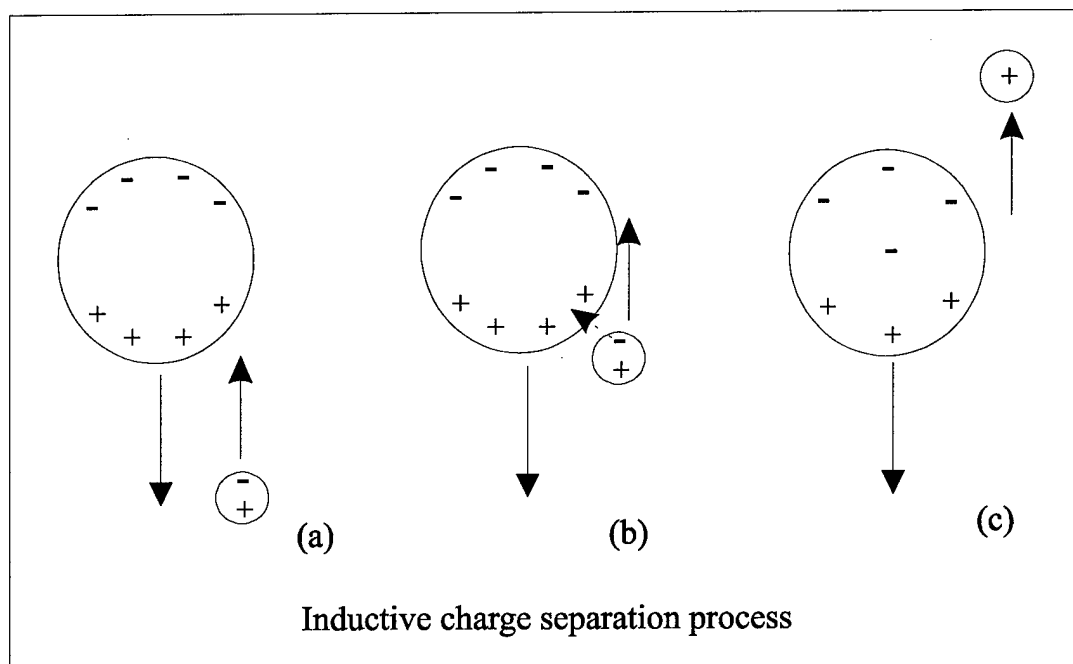 +
- - - -
- - - -
- - -
-
+ + + +
+ + + +
+ + +
-
+
-
+
(a) (b) (c)
Inductive charge separation process